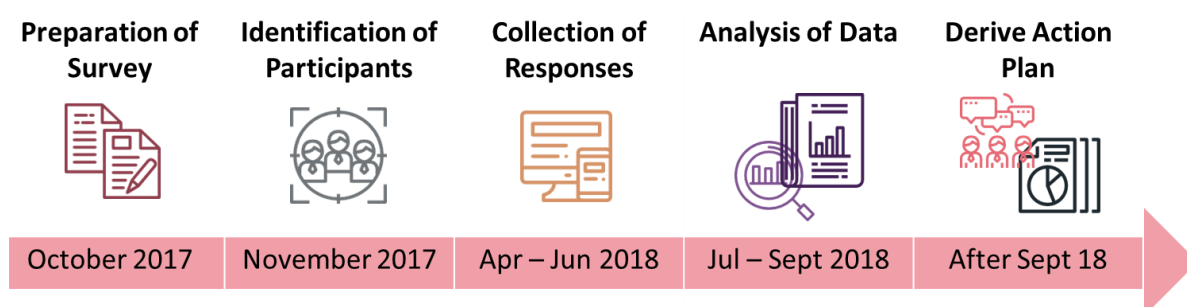 Preparation of
Survey
Identification of
Participants
Collection of
Responses
Analysis of Data
Derive Action
Plan
October 2017
November 2017
Apr – Jun 2018
Jul – Sept 2018
After Sept 18